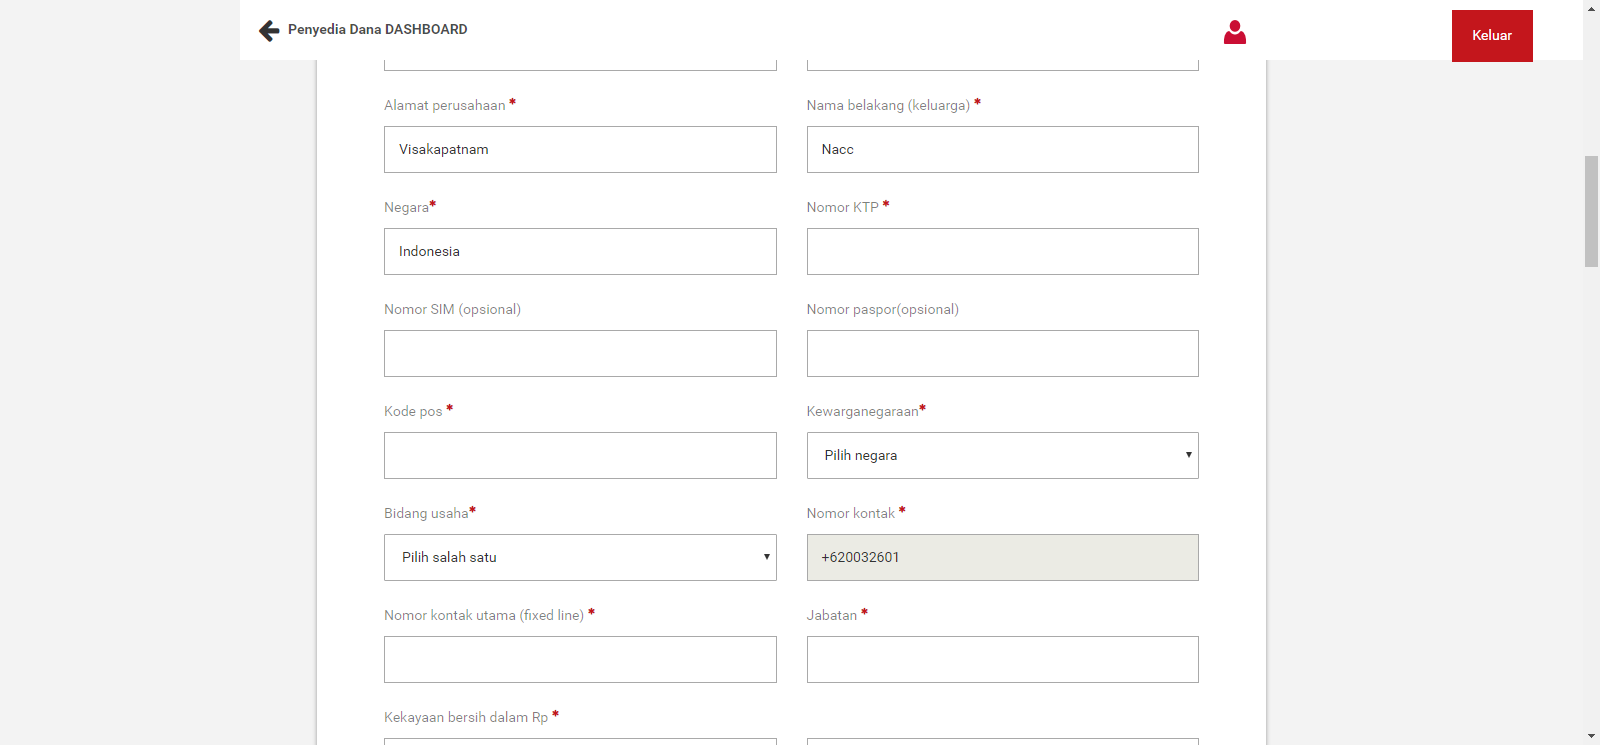 Penyedia Dana DASHBOARD
Keluar
Alamat perusahaan *
Nama belakang (keluarga) *
Visakapatnam
Nacc
Negara*
Nomor KTP *
Indonesia
Nomor SIM (opsional)
Nomor paspor(opsional)
Kode pos *
Kewarganegaraan*
Pilih negara
Bidang usaha*
Nomor kontak *
Pilih salah satu
+620032601
Nomor kontak utama (fixed line) *
Jabatan *
Kekayaan bersih dalam Rp *